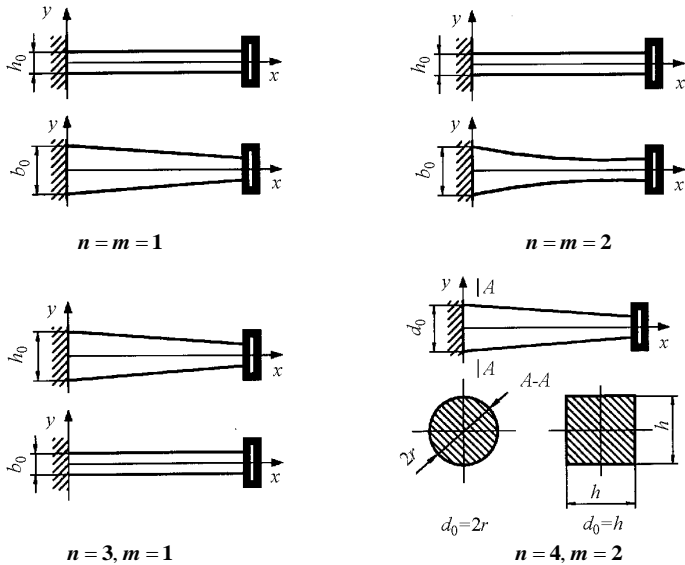 y
h₀
x
y
b₀
x
n = m = 1
y
h₀
x
y
b₀
x
n = m = 2
y
h₀
x
y
b₀
x
n = 3, m = 1
y
A
d₀
x
A
A-A
2r
h
h
d₀=2r
d₀=h
n = 4, m = 2